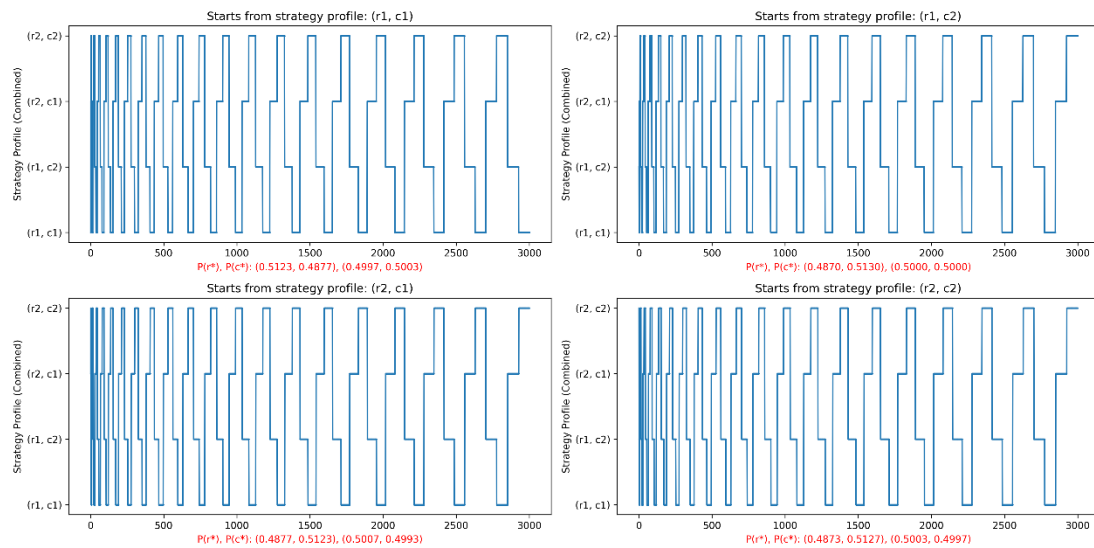 Starts from strategy profile: (r1, c1)
Strategy Profile (Combined)
(r2, c2)
(r2, c1)
(r1, c2)
(r1, c1)
0 500 1000 1500 2000 2500 3000
P(r*), P(c*): (0.5123, 0.4877), (0.4997, 0.5003)
Starts from strategy profile: (r1, c2)
Strategy Profile (Combined)
(r2, c2)
(r2, c1)
(r1, c2)
(r1, c1)
0 500 1000 1500 2000 2500 3000
P(r*), P(c*): (0.4870, 0.5130), (0.5000, 0.5000)
Starts from strategy profile: (r2, c1)
Strategy Profile (Combined)
(r2, c2)
(r2, c1)
(r1, c2)
(r1, c1)
0 500 1000 1500 2000 2500 3000
P(r*), P(c*): (0.4877, 0.5123), (0.5007, 0.4993)
Starts from strategy profile: (r2, c2)
Strategy Profile (Combined)
(r2, c2)
(r2, c1)
(r1, c2)
(r1, c1)
0 500 1000 1500 2000 2500 3000
P(r*), P(c*): (0.4873, 0.5127), (0.5003, 0.4997)